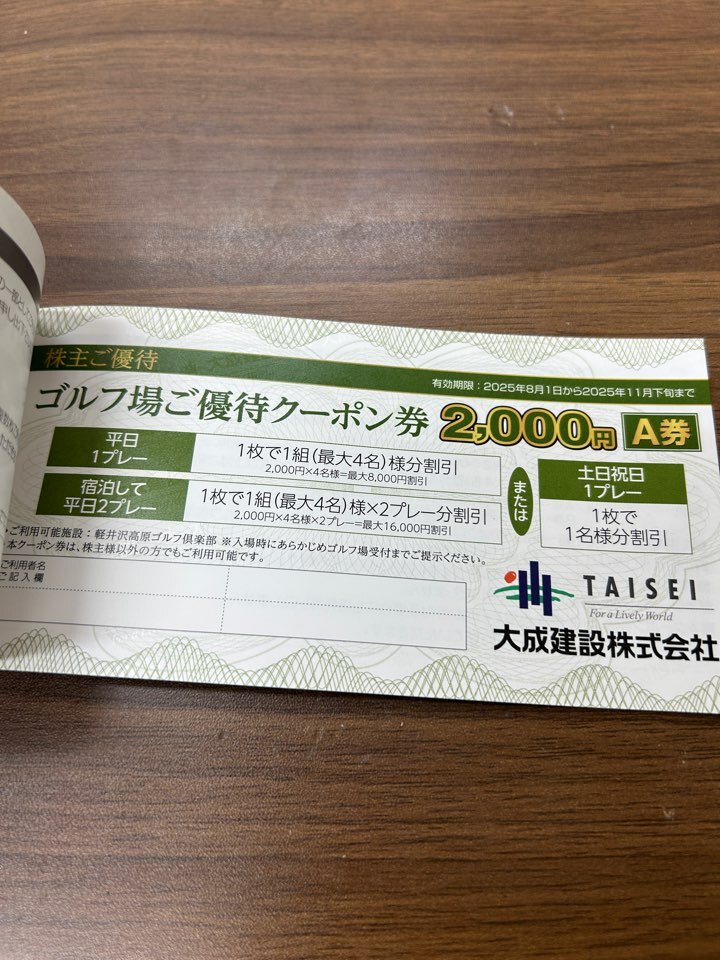 の一部として
申し出下さ
株主ご優待
有効期限：2025年8月1日から2025年11月下旬まで
ゴルフ場ご優待クーポン券 2,000円 A券
平日
1プレー
1枚で1組(最大4名)様分割引
2,000円×4名様=最大8,000円割引
宿泊して
平日2プレー
1枚で1組(最大4名)様×2プレー分割引
2,000円×4名様×2プレー=最大16,000円割引
または
土日祝日
1プレー
1枚で
1名様分割引
・ご利用可能施設：軽井沢高原ゴルフ倶楽部 ※入場時にあらかじめゴルフ場受付までご提示ください。
本クーポン券は、株主様以外の方でもご利用可能です。
ご利用者名
ご記入欄
TAISEI
For a Lively World
大成建設株式会社